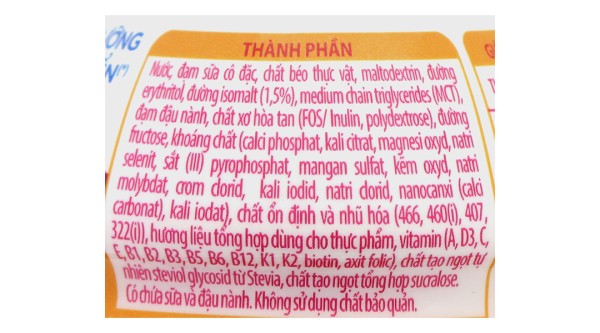 ƯỠNG
THÀNH PHẦN
Nước, đạm sữa cô đặc, chất béo thực vật, maltodextrin, đường
erythritol, đường isomalt (1,5%), medium chain triglycerides (MCT),
đạm đậu nành, chất xơ hòa tan (FOS/ Inulin, polydextrose), đường
fructose, khoáng chất (calci phosphat, kali citrat, magnesi oxyd, natri
selenit, sắt (III) pyrophosphat, mangan sulfat, kẽm oxyd, natri
molybdat, crom clorid, kali iodid, natri clorid, nanocanxi (calci
carbonat), kali iodat), chất ổn định và nhũ hóa (466, 460(i), 407,
322(i)), hương liệu tổng hợp dùng cho thực phẩm, vitamin (A, D3, C,
E, B1, B2, B3, B5, B6, B12, K1, K2, biotin, axit folic), chất tạo ngọt tự
nhiên steviol glycosid từ Stevia, chất tạo ngọt tổng hợp sucralose.
Có chứa sữa và đậu nành. Không sử dụng chất bảo quản.